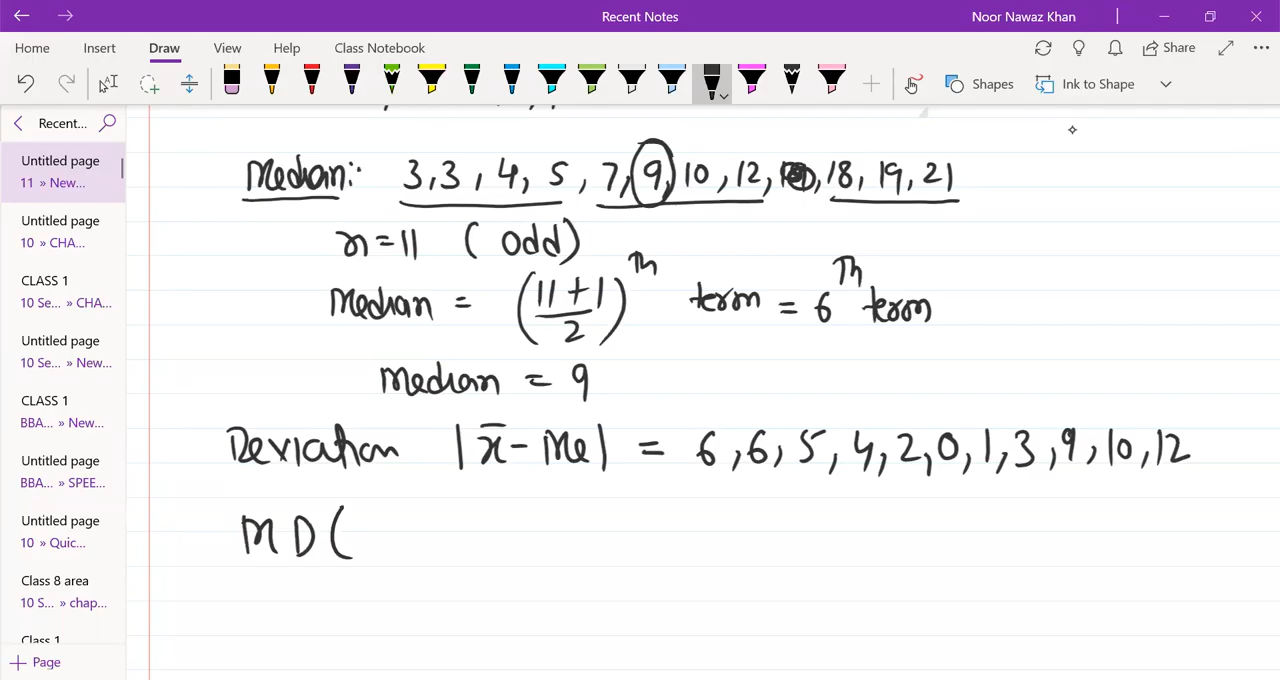 Recent Notes
Noor Nawaz Khan
Home Insert Draw View Help Class Notebook Share
Shapes Ink to Shape
Recent...
Untitled page
11 » New...
Untitled page
10 » CHA...
CLASS 1
10 Se... » CHA...
Untitled page
10 Se... » New...
CLASS 1
BBA... » New...
Untitled page
BBA... » SPEE...
Untitled page
10 » Quic...
Class 8 area
10 S... » chap...
Class 1
Page
Median: 3, 3, 4, 5, 7, 9, 10, 12, 18, 19, 21
n = 11 ( odd )
Median = (11+1/2)^Th term = 6^Th term
Median = 9
Deviation |x̄ - Me| = 6, 6, 5, 4, 2, 0, 1, 3, 9, 10, 12
MD (